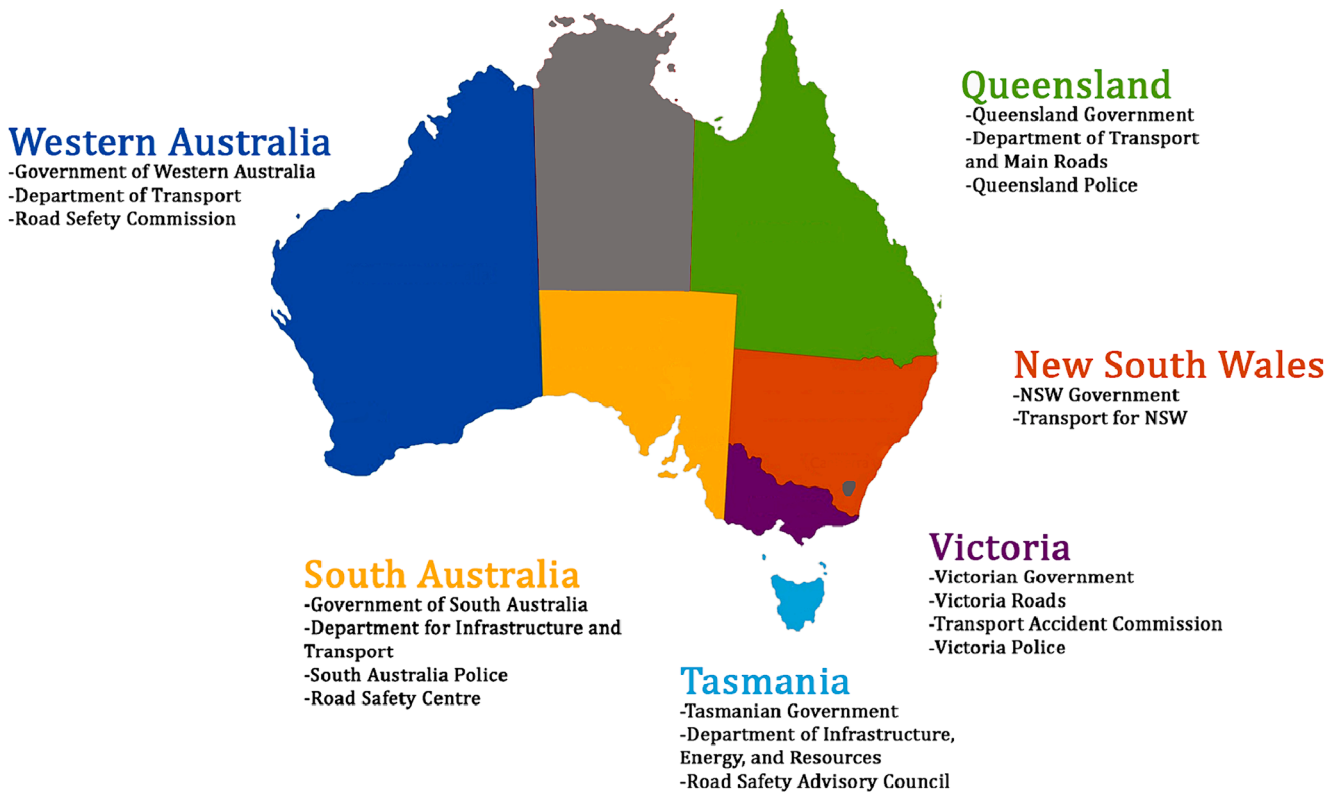 Western Australia
-Government of Western Australia
-Department of Transport
-Road Sefety Commission
Queensland
-Queensland Government
-Department of Transport
and Main Roads
-Queensland Police
New South Wales
-NSW Government
-Transport for NSW
Victoria
-Victorian Government
-Victoria Roads
-Transport Accident Commission
-Victoria Police
South Australia
-Government of South Australia
-Department for Infrastructure and
Transport
-South Australia Police
-Road Safety Centre
Tasmania
-Tasmanian Government
-Department of Infrastructure,
Energy, and Resources
-Road Safety Advisory Council